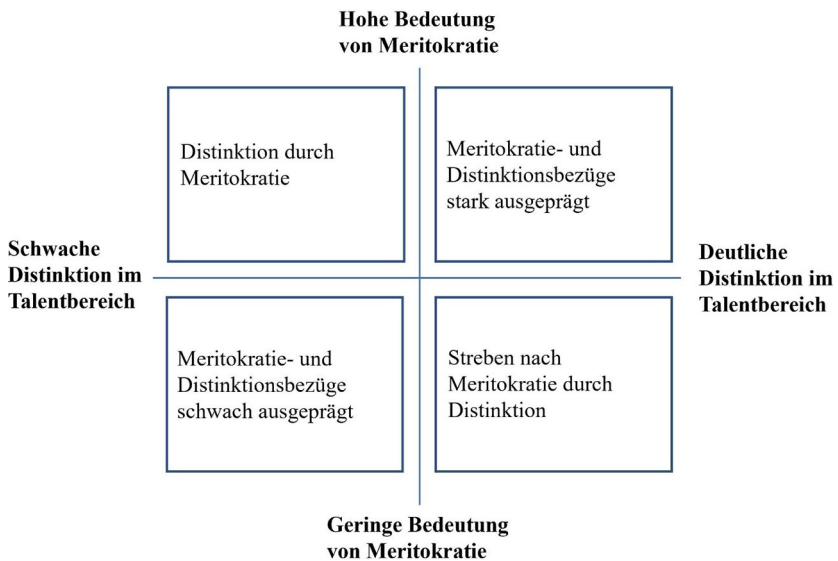 Hohe Bedeutung
von Meritokratie
Distinktion durch
Meritokratie
Meritokratie- und
Distinktionsbezüge
stark ausgeprägt
Schwache
Distinktion im
Talentbereich
Deutliche
Distinktion im
Talentbereich
Meritokratie- und
Distinktionsbezüge
schwach ausgeprägt
Streben nach
Meritokratie durch
Distinktion
Geringe Bedeutung
von Meritokratie